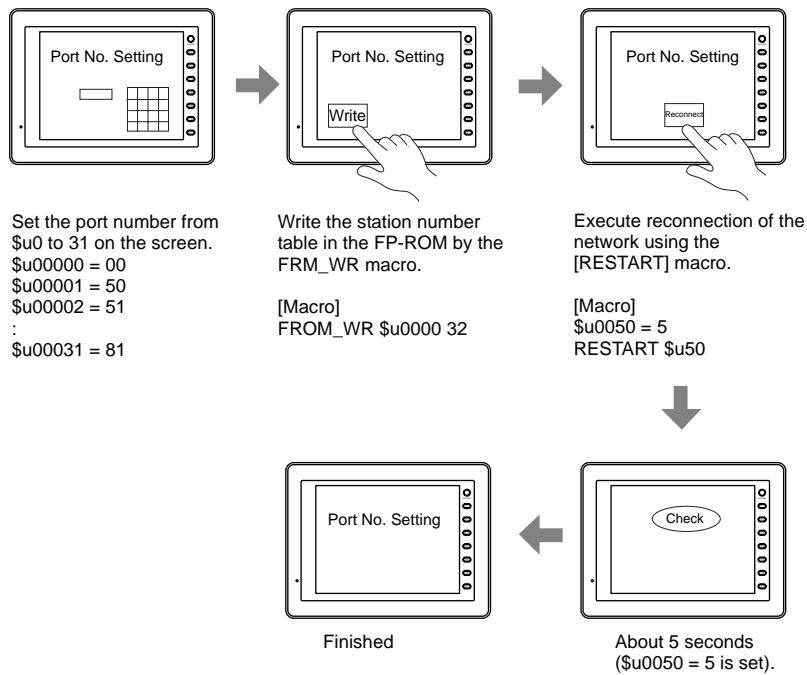 Port No. Setting
Set the port number from
$u0 to 31 on the screen.
$u00000 = 00
$u00001 = 50
$u00002 = 51
:
$u00031 = 81
Port No. Setting
Write
Write the station number
table in the FP-ROM by the
FRM_WR macro.
[Macro]
FROM_WR $u0000 32
Port No. Setting
Reconnect
Execute reconnection of the
network using the
[RESTART] macro.
[Macro]
$u0050 = 5
RESTART $u50
Check
About 5 seconds
($u0050 = 5 is set).
Port No. Setting
Finished